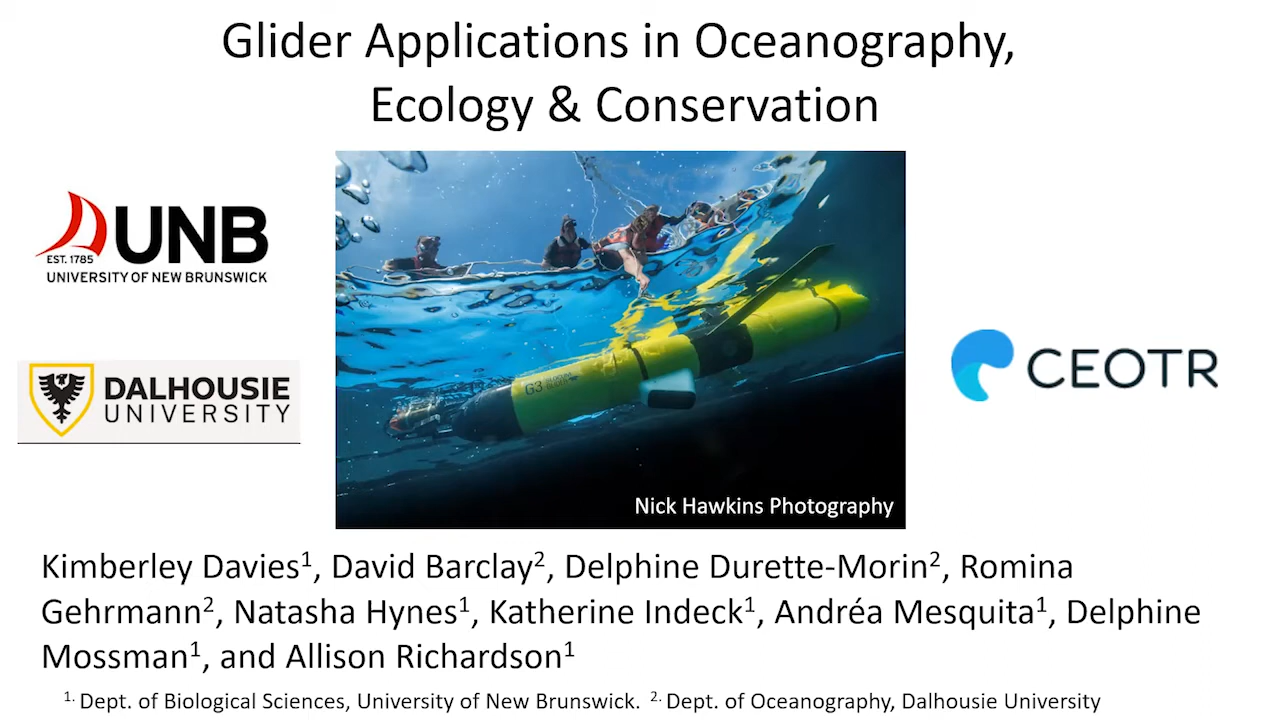 Glider Applications in Oceanography,
Ecology & Conservation
UNB
EST. 1785
UNIVERSITY OF NEW BRUNSWICK
DALHOUSIE
UNIVERSITY
G3
CEOTR
Nick Hawkins Photography
Kimberley Davies¹, David Barclay², Delphine Durette-Morin², Romina
Gehrmann², Natasha Hynes¹, Katherine Indeck¹, Andréa Mesquita¹, Delphine
Mossman¹, and Allison Richardson¹
¹· Dept. of Biological Sciences, University of New Brunswick. ²· Dept. of Oceanography, Dalhousie University